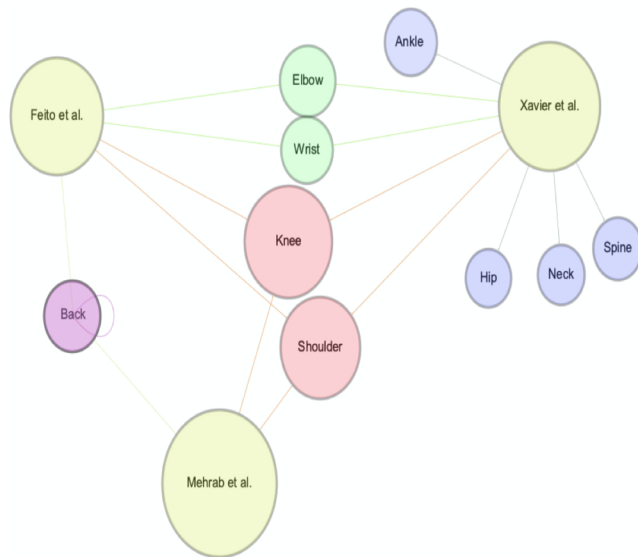 Ankle
Elbow
Xavier et al.
Feito et al.
Wrist
Knee
Spine
Neck
Hip
Back
Shoulder
Mehrab et al.